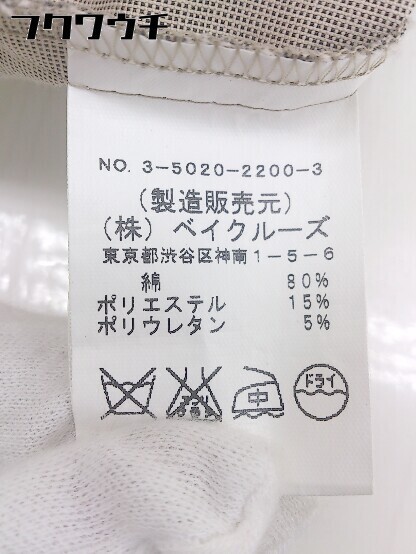 フクワウチ
NO. 3-5020-2200-3
(製造販売元)
(株) ベイクルーズ
東京都渋谷区神南1-5-6
綿 80%
ポリエステル 15%
ポリウレタン 5%
中 ドライ